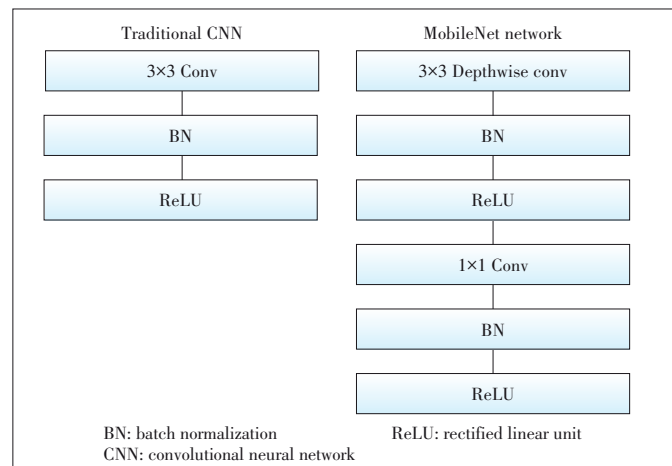 Traditional CNN
3×3 Conv
BN
ReLU
MobileNet network
3×3 Depthwise conv
BN
ReLU
1×1 Conv
BN
ReLU
BN: batch normalization
CNN: convolutional neural network
ReLU: rectified linear unit